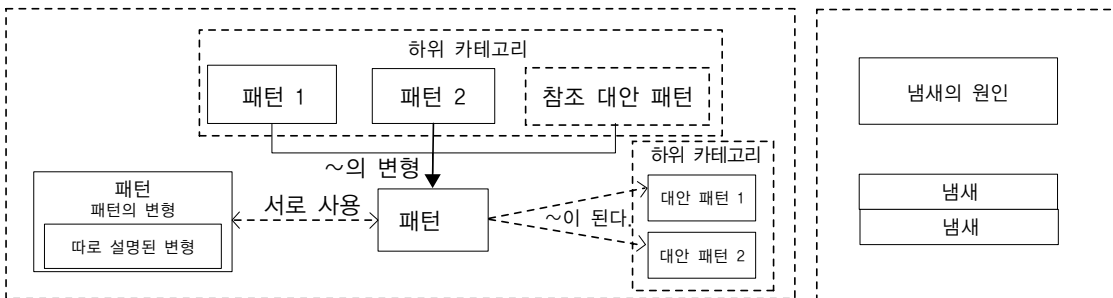 하위 카테고리
패턴 1
패턴 2
참조 대안 패턴
~의 변형
패턴
패턴의 변형
따로 설명된 변형
서로 사용
패턴
~이 된다.
하위 카테고리
대안 패턴 1
대안 패턴 2
냄새의 원인
냄새
냄새